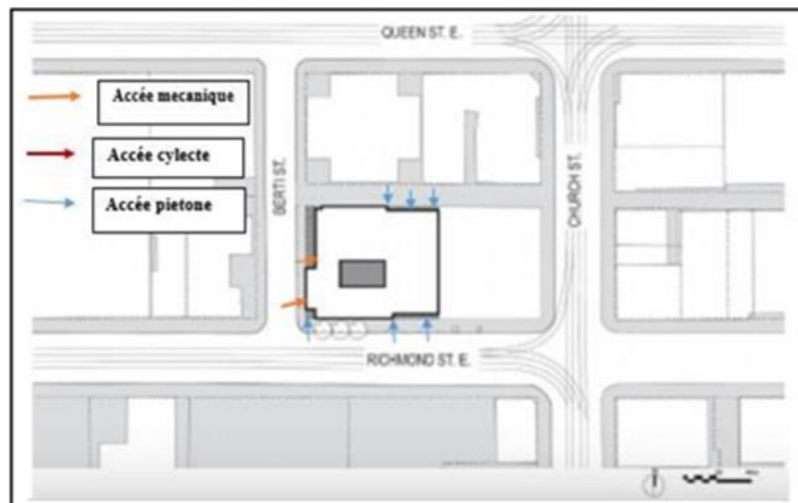 QUEEN ST. E.
Accée mecanique
Accée cylecte
Accée pietone
BERTI ST.
CHURCH ST.
RICHMOND ST. E.